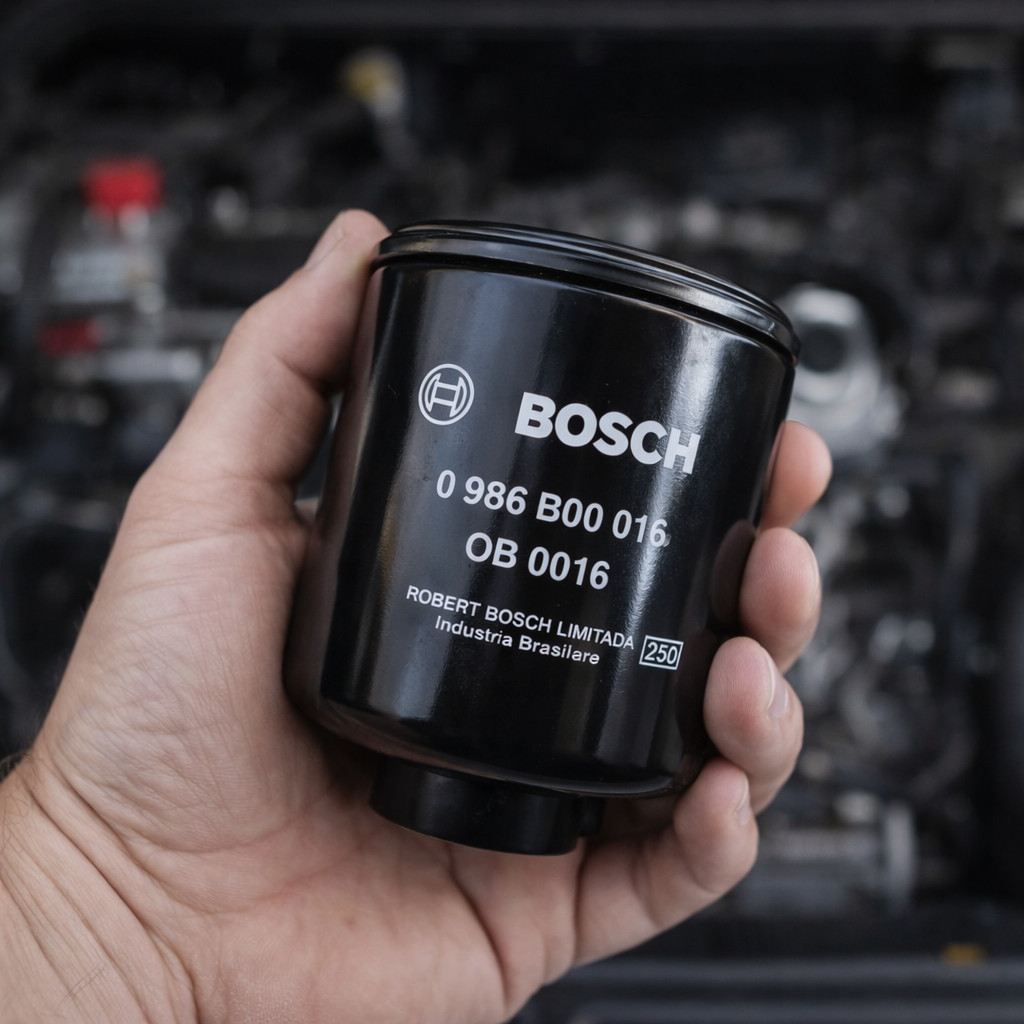 BOSCH
0 986 B00 016
OB 0016
ROBERT BOSCH LIMITADA
Industria Brasilare 250